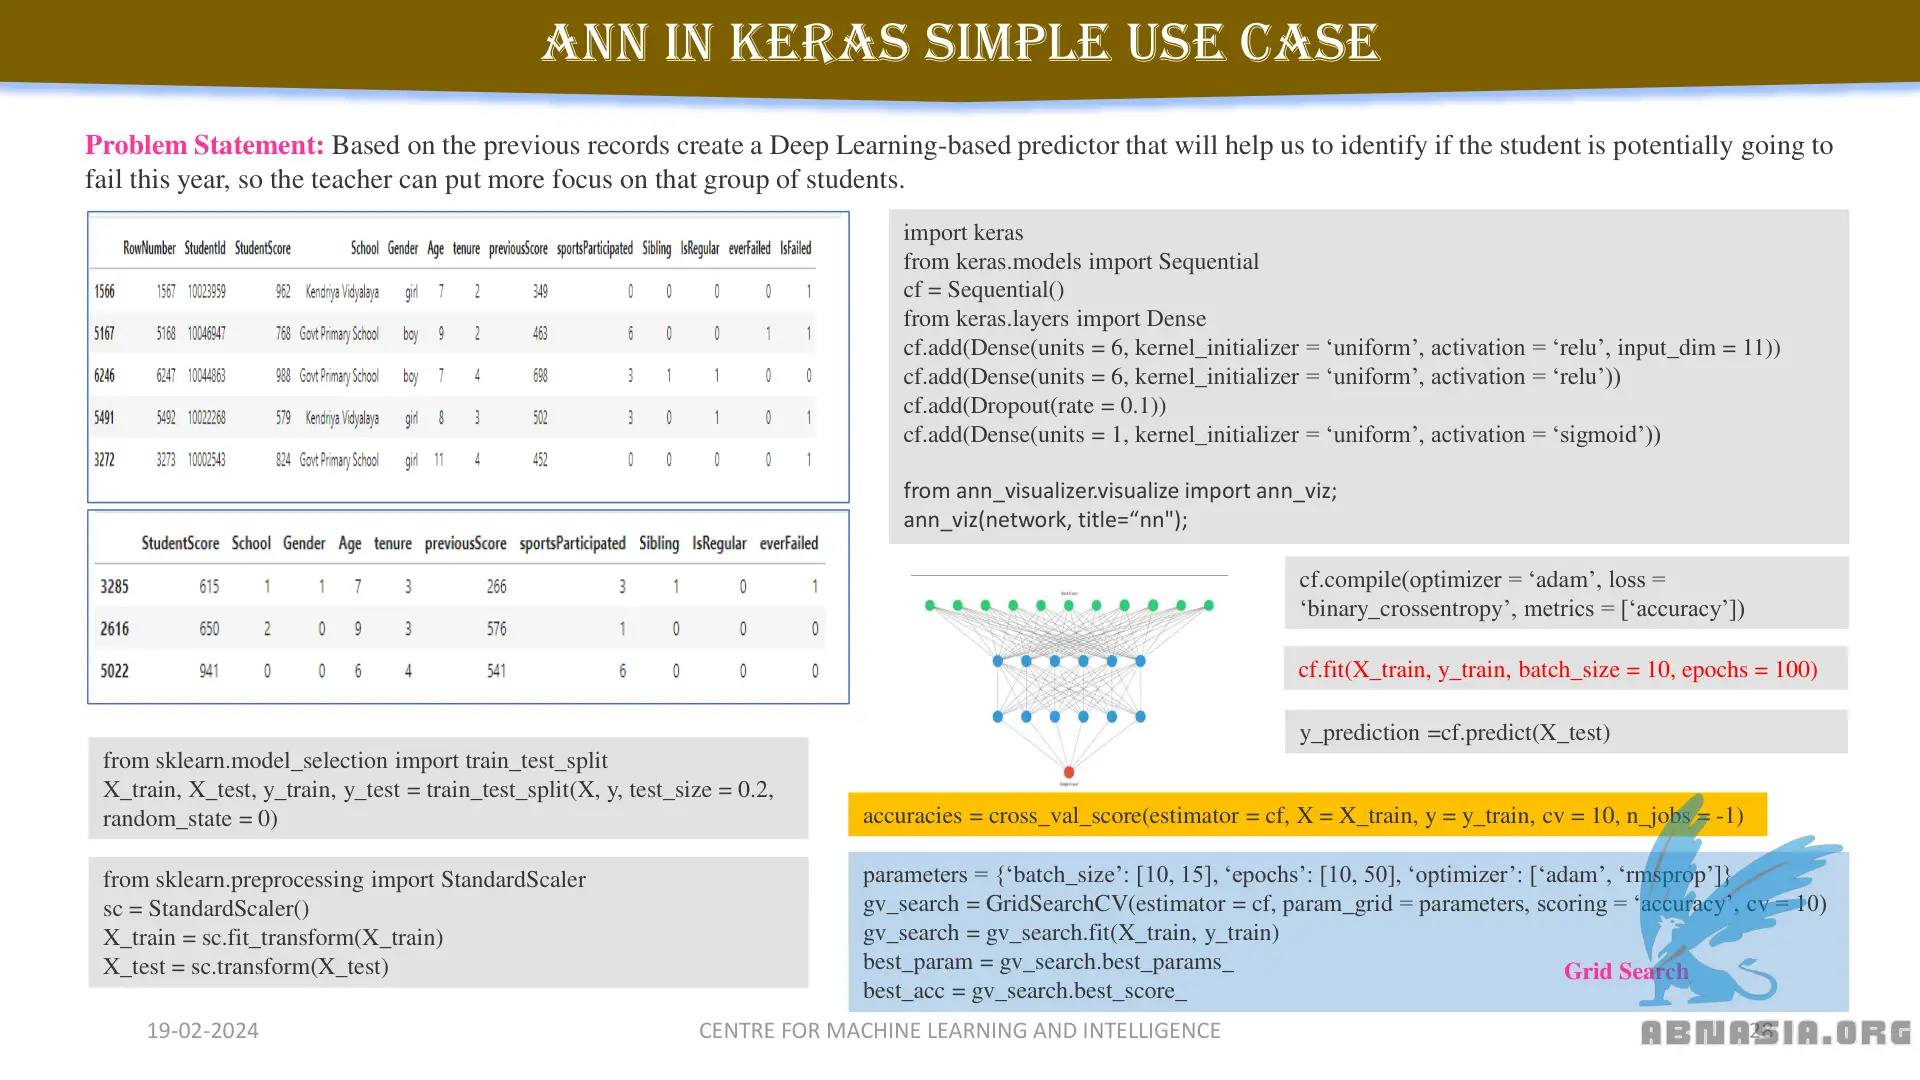 ANN IN KERAS SIMPLE USE CASE
Problem Statement: Based on the previous records create a Deep Learning-based predictor that will help us to identify if the student is potentially going to
fail this year, so the teacher can put more focus on that group of students.
RowNumber StudentId StudentScore School Gender Age tenure previousScore sportsParticipated Sibling IsRegular everFailed IsFailed
1566 1567 10023959 962 Kendriya Vidyalaya girl 7 2 349 0 0 0 0 1
5167 5168 10046947 768 Govt Primary School boy 9 2 463 6 0 0 1 1
6246 6247 10044863 988 Govt Primary School boy 7 4 698 3 1 1 0 0
5491 5492 10022268 579 Kendriya Vidyalaya girl 8 3 502 3 0 1 0 1
3272 3273 10002543 824 Govt Primary School girl 11 4 452 0 0 0 0 1
StudentScore School Gender Age tenure previousScore sportsParticipated Sibling IsRegular everFailed
3285 615 1 1 7 3 266 3 1 0 1
2616 650 2 0 9 3 576 1 0 0 0
5022 941 0 0 6 4 541 6 0 0 0
from sklearn.model_selection import train_test_split
X_train, X_test, y_train, y_test = train_test_split(X, y, test_size = 0.2,
random_state = 0)
from sklearn.preprocessing import StandardScaler
sc = StandardScaler()
X_train = sc.fit_transform(X_train)
X_test = sc.transform(X_test)
import keras
from keras.models import Sequential
cf = Sequential()
from keras.layers import Dense
cf.add(Dense(units = 6, kernel_initializer = ‘uniform’, activation = ‘relu’, input_dim = 11))
cf.add(Dense(units = 6, kernel_initializer = ‘uniform’, activation = ‘relu’))
cf.add(Dropout(rate = 0.1))
cf.add(Dense(units = 1, kernel_initializer = ‘uniform’, activation = ‘sigmoid’))
from ann_visualizer.visualize import ann_viz;
ann_viz(network, title=“nn");
cf.compile(optimizer = ‘adam’, loss =
‘binary_crossentropy’, metrics = [‘accuracy’])
cf.fit(X_train, y_train, batch_size = 10, epochs = 100)
y_prediction =cf.predict(X_test)
accuracies = cross_val_score(estimator = cf, X = X_train, y = y_train, cv = 10, n_jobs = -1)
parameters = {‘batch_size’: [10, 15], ‘epochs’: [10, 50], ‘optimizer’: [‘adam’, ‘rmsprop’]}
gv_search = GridSearchCV(estimator = cf, param_grid = parameters, scoring = ‘accuracy’, cv = 10)
gv_search = gv_search.fit(X_train, y_train)
best_param = gv_search.best_params_
best_acc = gv_search.best_score_
Grid Search
19-02-2024
CENTRE FOR MACHINE LEARNING AND INTELLIGENCE
ABNASIA.ORG